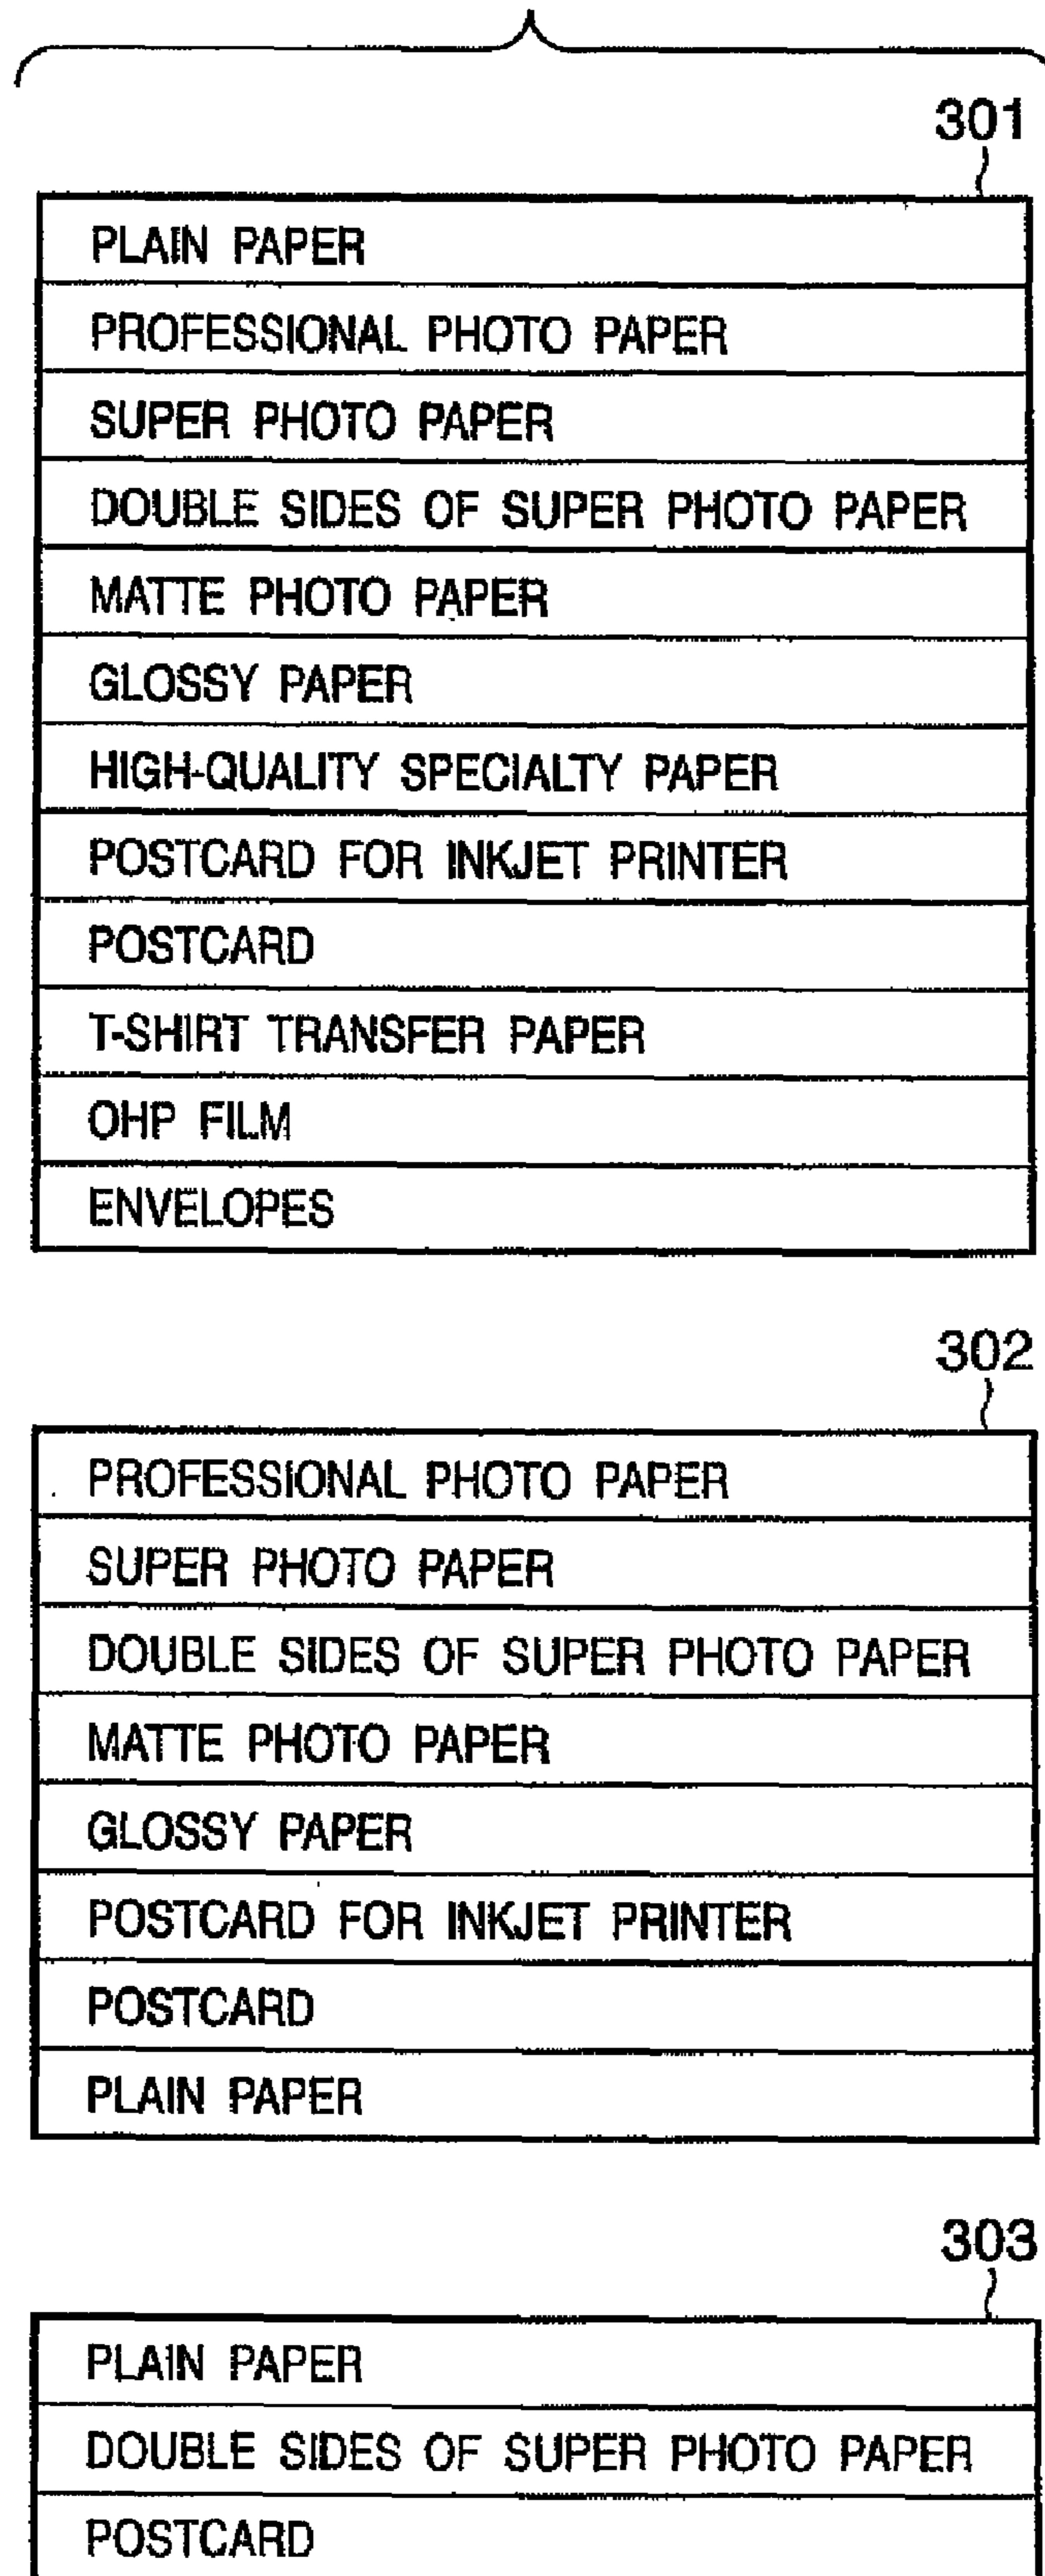 301
PLAIN PAPER
PROFESSIONAL PHOTO PAPER
SUPER PHOTO PAPER
DOUBLE SIDES OF SUPER PHOTO PAPER
MATTE PHOTO PAPER
GLOSSY PAPER
HIGH-QUALITY SPECIALTY PAPER
POSTCARD FOR INKJET PRINTER
POSTCARD
T-SHIRT TRANSFER PAPER
OHP FILM
ENVELOPES
302
PROFESSIONAL PHOTO PAPER
SUPER PHOTO PAPER
DOUBLE SIDES OF SUPER PHOTO PAPER
MATTE PHOTO PAPER
GLOSSY PAPER
POSTCARD FOR INKJET PRINTER
POSTCARD
PLAIN PAPER
303
PLAIN PAPER
DOUBLE SIDES OF SUPER PHOTO PAPER
POSTCARD